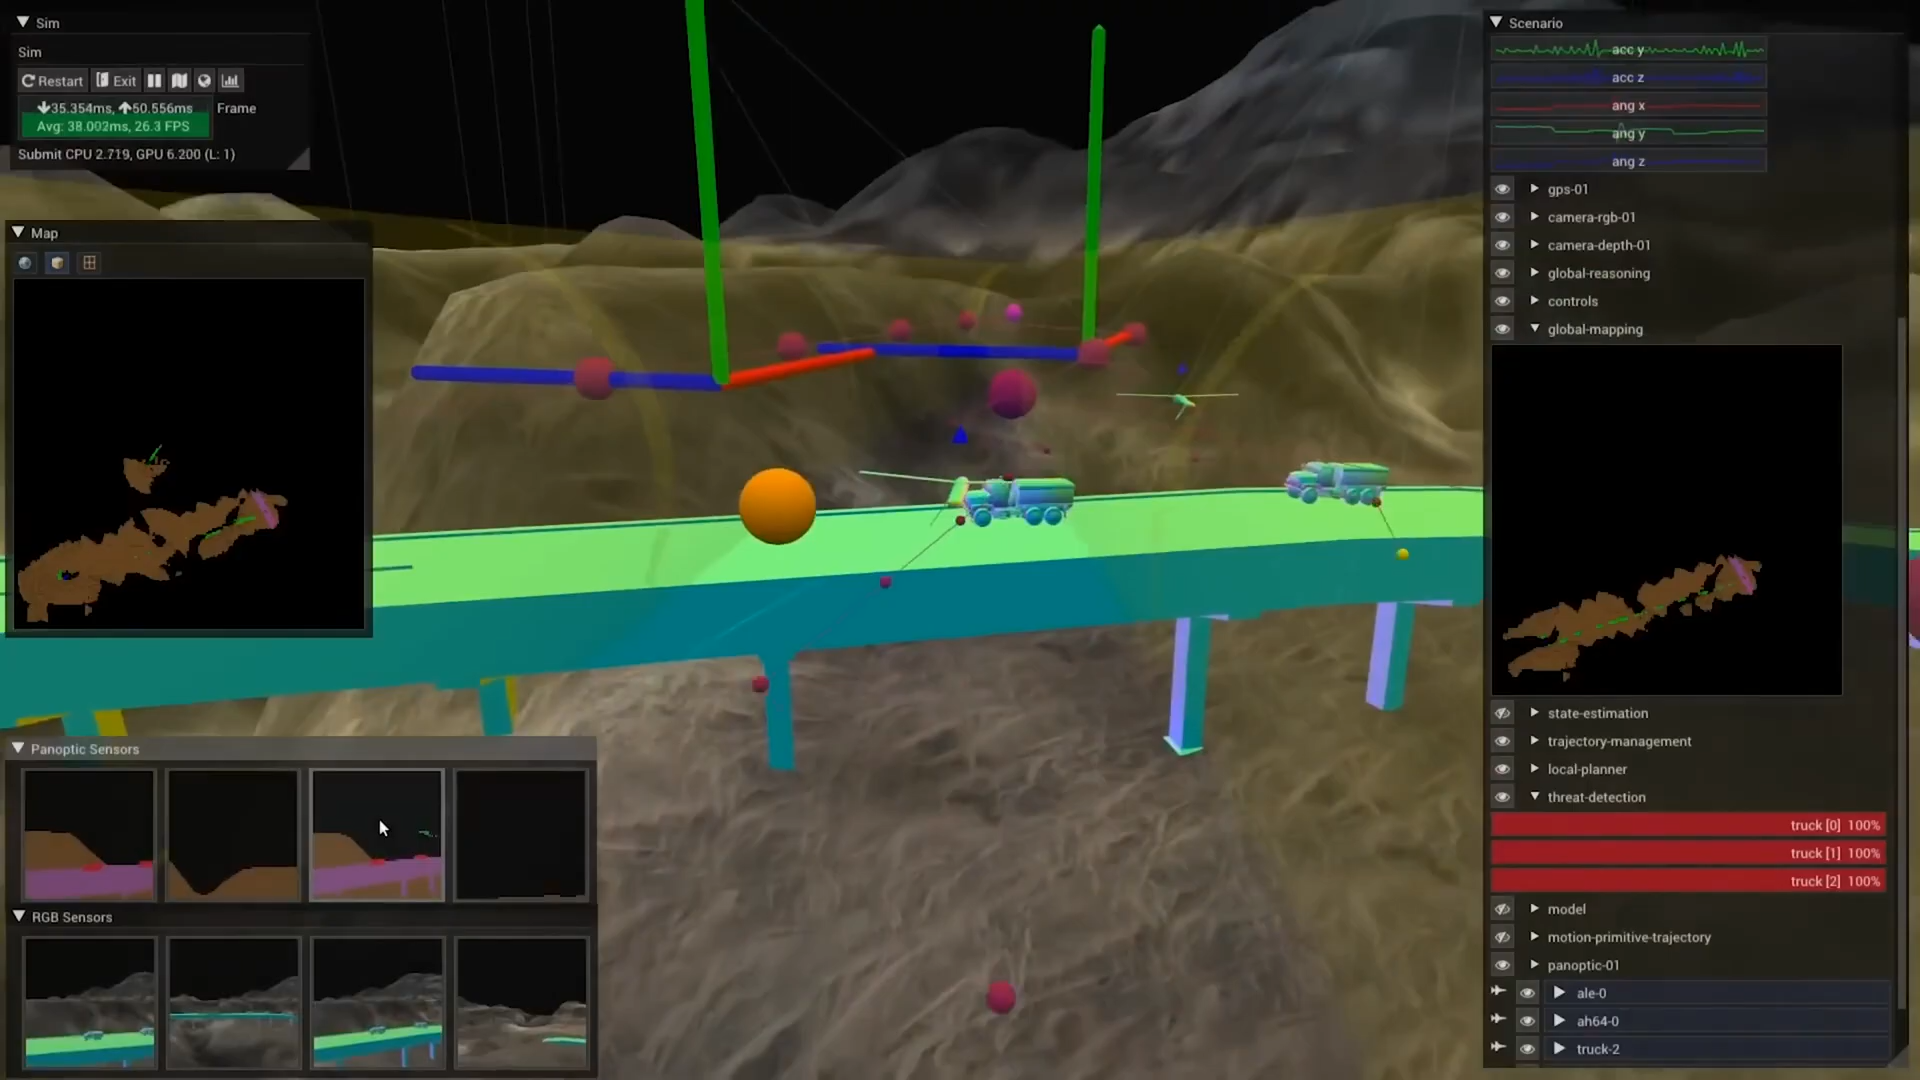 Sim
Sim
Restart Exit
35.354ms, 50.556ms Frame
Avg: 38.002ms, 26.3 FPS
Submit CPU 2.719, GPU 6.200 (L: 1)
Map
Panoptic Sensors
RGB Sensors
Scenario
acc y
acc z
ang x
ang y
ang z
gps-01
camera-rgb-01
camera-depth-01
global-reasoning
controls
global-mapping
state-estimation
trajectory-management
local-planner
threat-detection
truck [0] 100%
truck [1] 100%
truck [2] 100%
model
motion-primitive-trajectory
panoptic-01
ale-0
ah64-0
truck-2